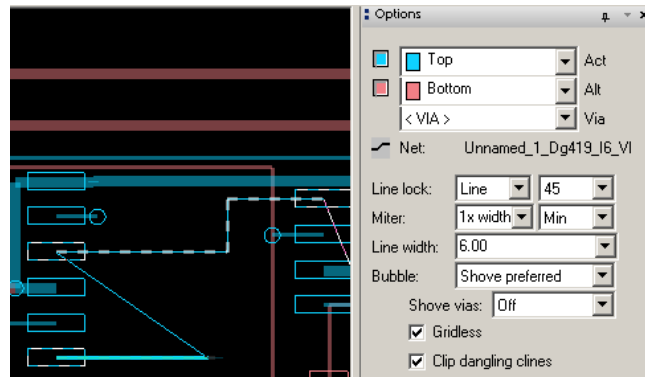 Options
Top Act
Bottom Alt
< VIA > Via
Net: Unnamed_1_Dg419_I6_VI
Line lock: Line 45
Miter: 1x width Min
Line width: 6.00
Bubble: Shove preferred
Shove vias: Off
Gridless
Clip dangling clines